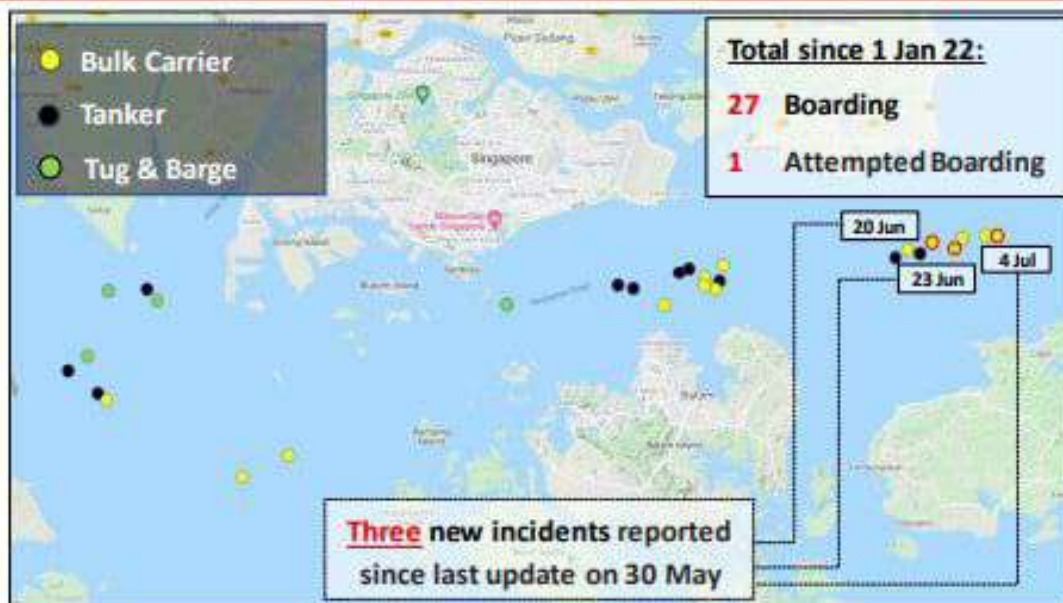 Bulk Carrier
Tanker
Tug & Barge
Total since 1 Jan 22:
27 Boarding
1 Attempted Boarding
Singapore
20 Jun
4 Jul
23 Jun
Batam
Three new incidents reported
since last update on 30 May